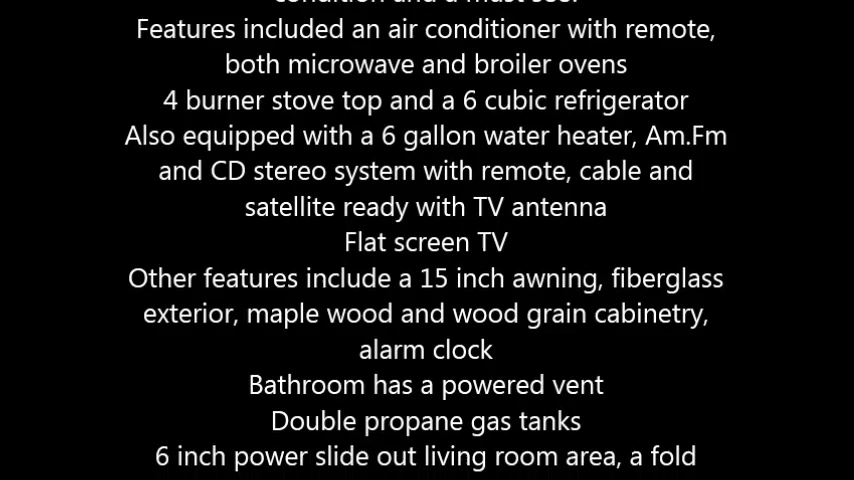 condition and a must see.
Features included an air conditioner with remote,
both microwave and broiler ovens
4 burner stove top and a 6 cubic refrigerator
Also equipped with a 6 gallon water heater, Am.Fm
and CD stereo system with remote, cable and
satellite ready with TV antenna
Flat screen TV
Other features include a 15 inch awning, fiberglass
exterior, maple wood and wood grain cabinetry,
alarm clock
Bathroom has a powered vent
Double propane gas tanks
6 inch power slide out living room area, a fold